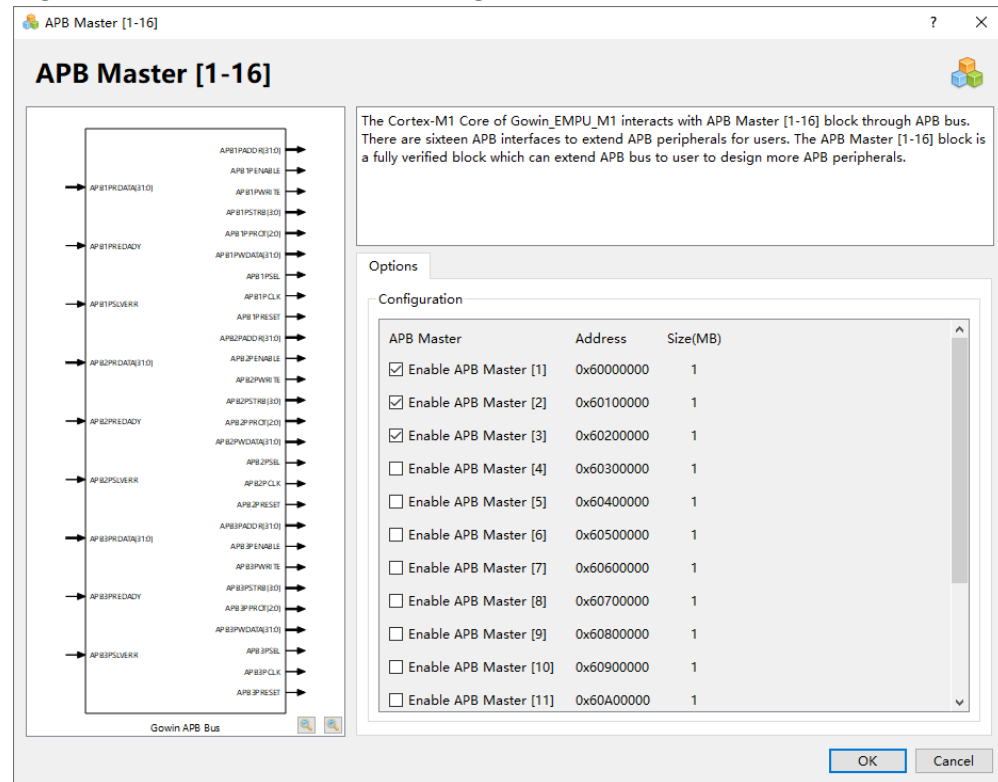 APB Master [1-16]
APB Master [1-16]
APB1PADDR[31:0]
APB1PENABLE
APB1PRDATA[31:0]
APB1PWRITE
APB1PSTRB[3:0]
APB1PPROT[2:0]
APB1PREDADY
APB1PWDATA[31:0]
APB1PSEL
APB1PCLK
APB1PSLVERR
APB1PRESET
APB2PADDR[31:0]
APB2PENABLE
APB2PRDATA[31:0]
APB2PWRITE
APB2PSTRB[3:0]
APB2PREDADY
APB2PPROT[2:0]
APB2PWDATA[31:0]
APB2PSEL
APB2PSLVERR
APB2PCLK
APB2PRESET
APB3PADDR[31:0]
APB3PRDATA[31:0]
APB3PENABLE
APB3PWRITE
APB3PSTRB[3:0]
APB3PREDADY
APB3PPROT[2:0]
APB3PWDATA[31:0]
APB3PSEL
APB3PSLVERR
APB3PCLK
APB3PRESET
Gowin APB Bus
The Cortex-M1 Core of Gowin_EMPU_M1 interacts with APB Master [1-16] block through APB bus.
There are sixteen APB interfaces to extend APB peripherals for users. The APB Master [1-16] block is
a fully verified block which can extend APB bus to user to design more APB peripherals.
Options
Configuration
APB Master Address Size(MB)
Enable APB Master [1] 0x60000000 1
Enable APB Master [2] 0x60100000 1
Enable APB Master [3] 0x60200000 1
Enable APB Master [4] 0x60300000 1
Enable APB Master [5] 0x60400000 1
Enable APB Master [6] 0x60500000 1
Enable APB Master [7] 0x60600000 1
Enable APB Master [8] 0x60700000 1
Enable APB Master [9] 0x60800000 1
Enable APB Master [10] 0x60900000 1
Enable APB Master [11] 0x60A00000 1
OK Cancel